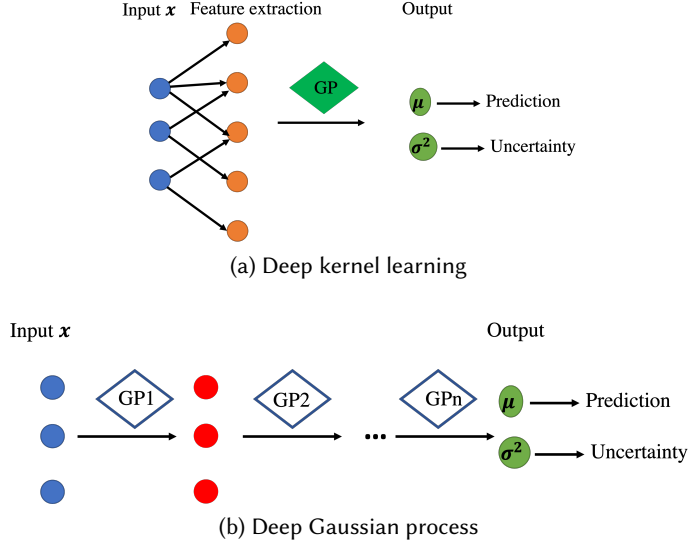 Input x Feature extraction Output
GP
μ Prediction
σ² Uncertainty
(a) Deep kernel learning
Input x Output
GP1 GP2 GPn μ Prediction
...
σ² Uncertainty
(b) Deep Gaussian process